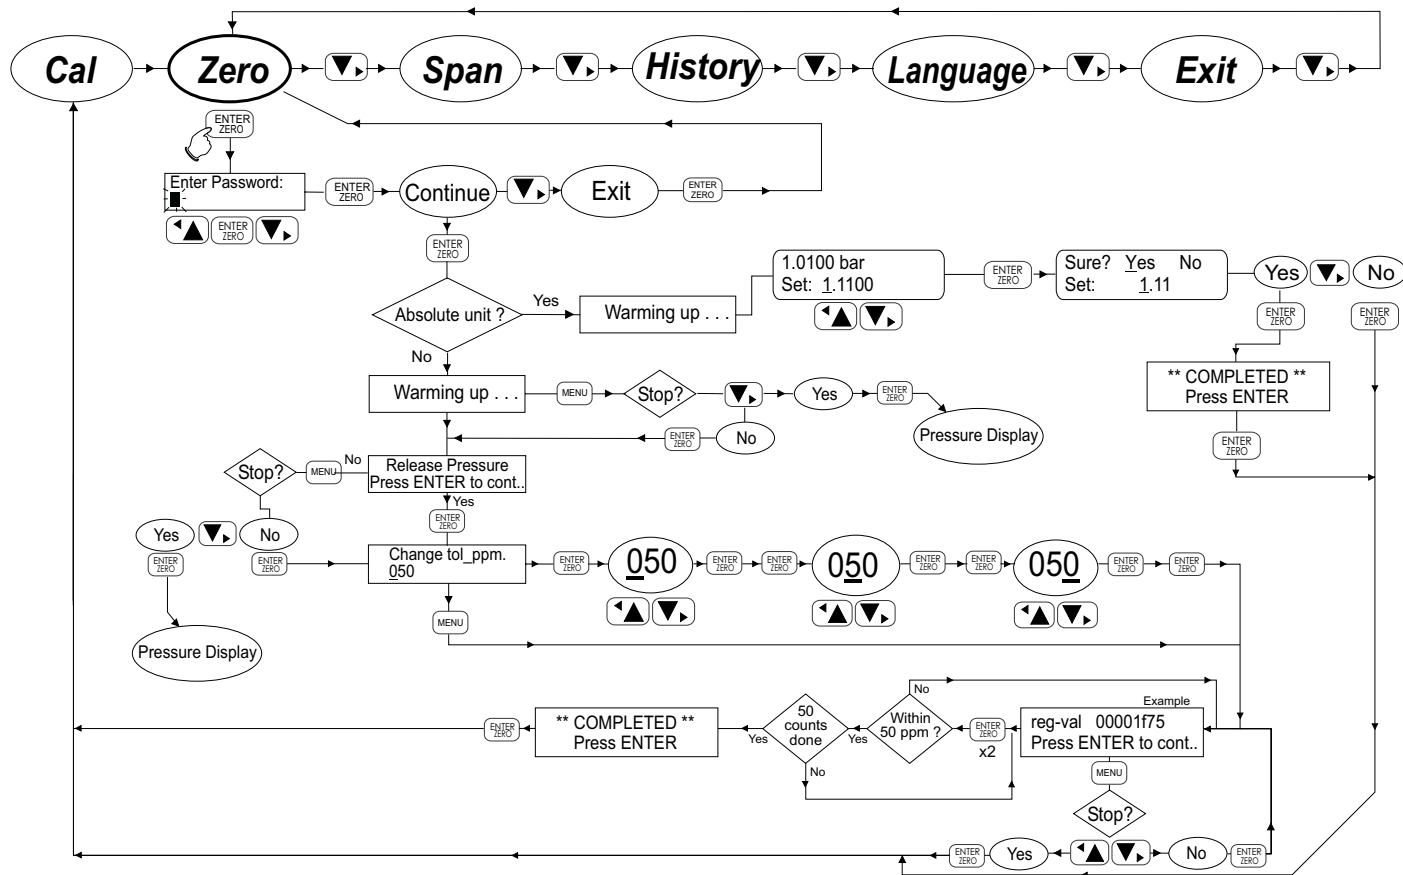 Cal
Zero
Span
History
Language
Exit
ENTER
ZERO
Enter Password:
ENTER
ZERO
Continue
Exit
ENTER
ZERO
ENTER
ZERO
ENTER
ZERO
Absolute unit ?
Yes
Warming up . . .
1.0100 bar
Set: 1.1100
ENTER
ZERO
Sure? Yes No
Set: 1.11
Yes
No
ENTER
ZERO
ENTER
ZERO
No
** COMPLETED **
Press ENTER
ENTER
ZERO
Warming up . . .
MENU
Stop?
Yes
ENTER
ZERO
Pressure Display
No
ENTER
ZERO
Release Pressure
Press ENTER to cont..
No
MENU
Stop?
Yes
ENTER
ZERO
Yes
No
ENTER
ZERO
ENTER
ZERO
Pressure Display
Change tol_ppm.
050
ENTER
ZERO
050
ENTER
ZERO
ENTER
ZERO
050
ENTER
ZERO
ENTER
ZERO
050
ENTER
ZERO
ENTER
ZERO
MENU
Example
reg-val 00001f75
Press ENTER to cont..
ENTER
ZERO
x2
Within
50 ppm ?
No
Yes
50
counts
done
No
Yes
** COMPLETED **
Press ENTER
ENTER
ZERO
MENU
Stop?
ENTER
ZERO
Yes
No
ENTER
ZERO